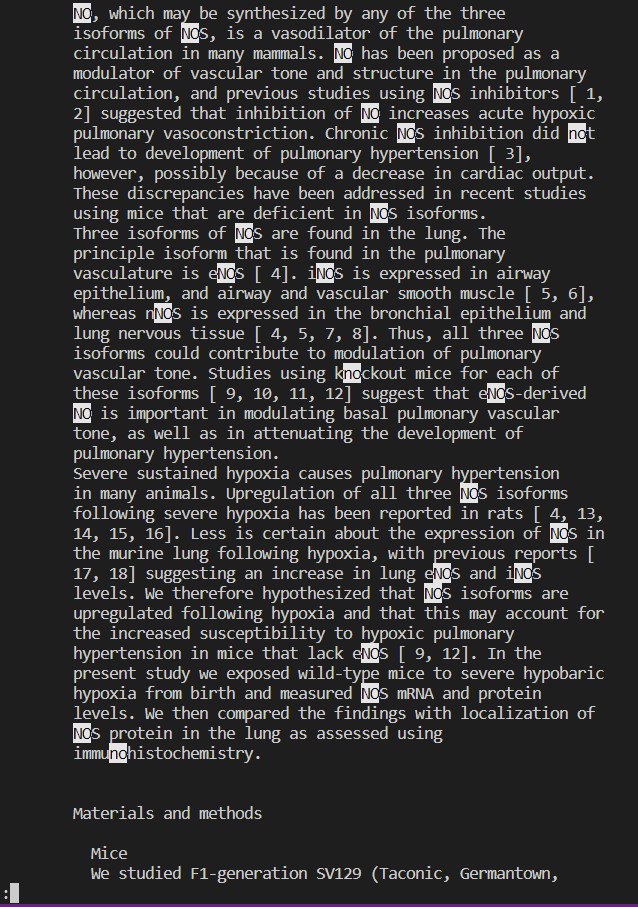 NO, which may be synthesized by any of the three
isoforms of NOS, is a vasodilator of the pulmonary
circulation in many mammals. NO has been proposed as a
modulator of vascular tone and structure in the pulmonary
circulation, and previous studies using NOS inhibitors [ 1,
2] suggested that inhibition of NO increases acute hypoxic
pulmonary vasoconstriction. Chronic NOS inhibition did not
lead to development of pulmonary hypertension [ 3],
however, possibly because of a decrease in cardiac output.
These discrepancies have been addressed in recent studies
using mice that are deficient in NOS isoforms.
Three isoforms of NOS are found in the lung. The
principle isoform that is found in the pulmonary
vasculature is eNOS [ 4]. iNOS is expressed in airway
epithelium, and airway and vascular smooth muscle [ 5, 6],
whereas nNOS is expressed in the bronchial epithelium and
lung nervous tissue [ 4, 5, 7, 8]. Thus, all three NOS
isoforms could contribute to modulation of pulmonary
vascular tone. Studies using knockout mice for each of
these isoforms [ 9, 10, 11, 12] suggest that eNOS-derived
NO is important in modulating basal pulmonary vascular
tone, as well as in attenuating the development of
pulmonary hypertension.
Severe sustained hypoxia causes pulmonary hypertension
in many animals. Upregulation of all three NOS isoforms
following severe hypoxia has been reported in rats [ 4, 13,
14, 15, 16]. Less is certain about the expression of NOS in
the murine lung following hypoxia, with previous reports [
17, 18] suggesting an increase in lung eNOS and iNOS
levels. We therefore hypothesized that NOS isoforms are
upregulated following hypoxia and that this may account for
the increased susceptibility to hypoxic pulmonary
hypertension in mice that lack eNOS [ 9, 12]. In the
present study we exposed wild-type mice to severe hypobaric
hypoxia from birth and measured NOS mRNA and protein
levels. We then compared the findings with localization of
NOS protein in the lung as assessed using
immunohistochemistry.
Materials and methods
Mice
We studied F1-generation SV129 (Taconic, Germantown,
: